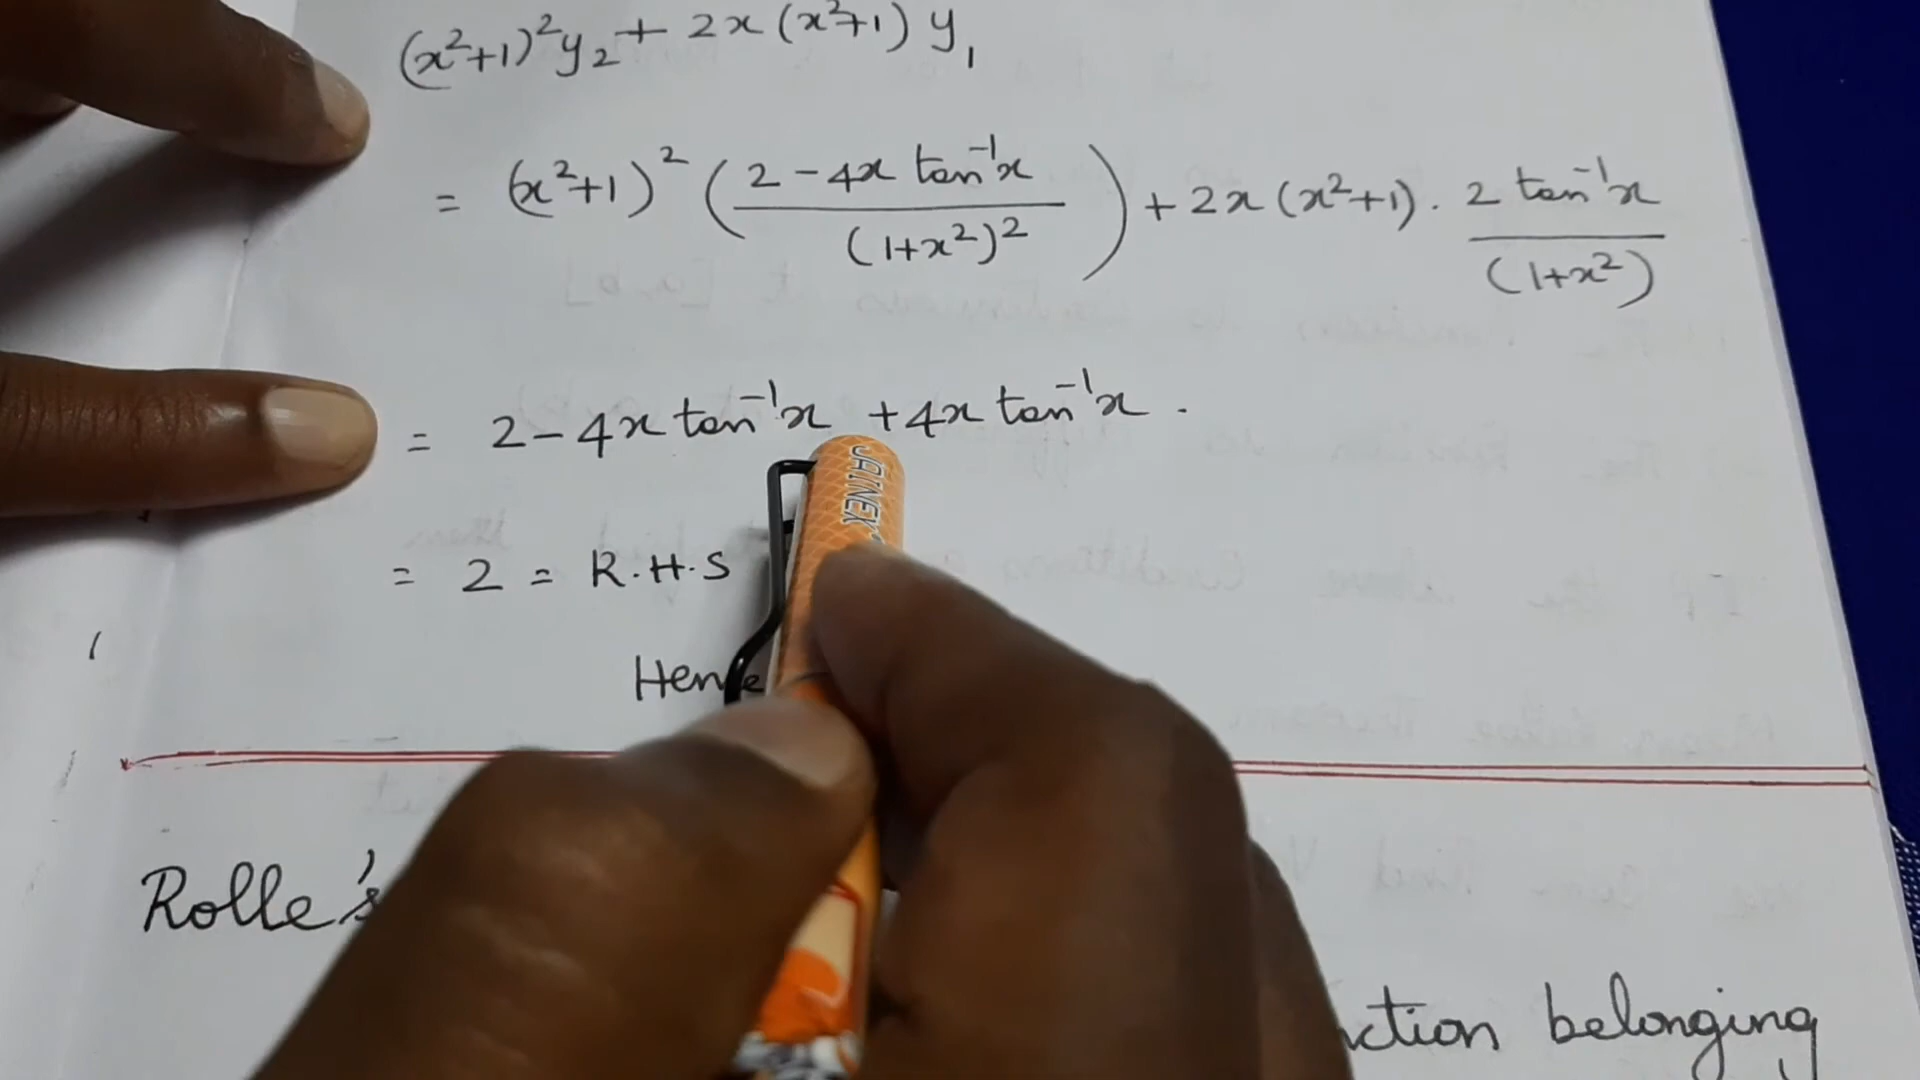 (x²+1)²y₂ + 2x(x²+1)y₁
= (x²+1)² ((2-4x tan⁻¹x)/(1+x²)²) + 2x(x²+1). (2 tan⁻¹x)/(1+x²)
= 2-4x tan⁻¹x +4x tan⁻¹x.
JAINEX
= 2 = R.H.S
Hence
Rolle's
belonging